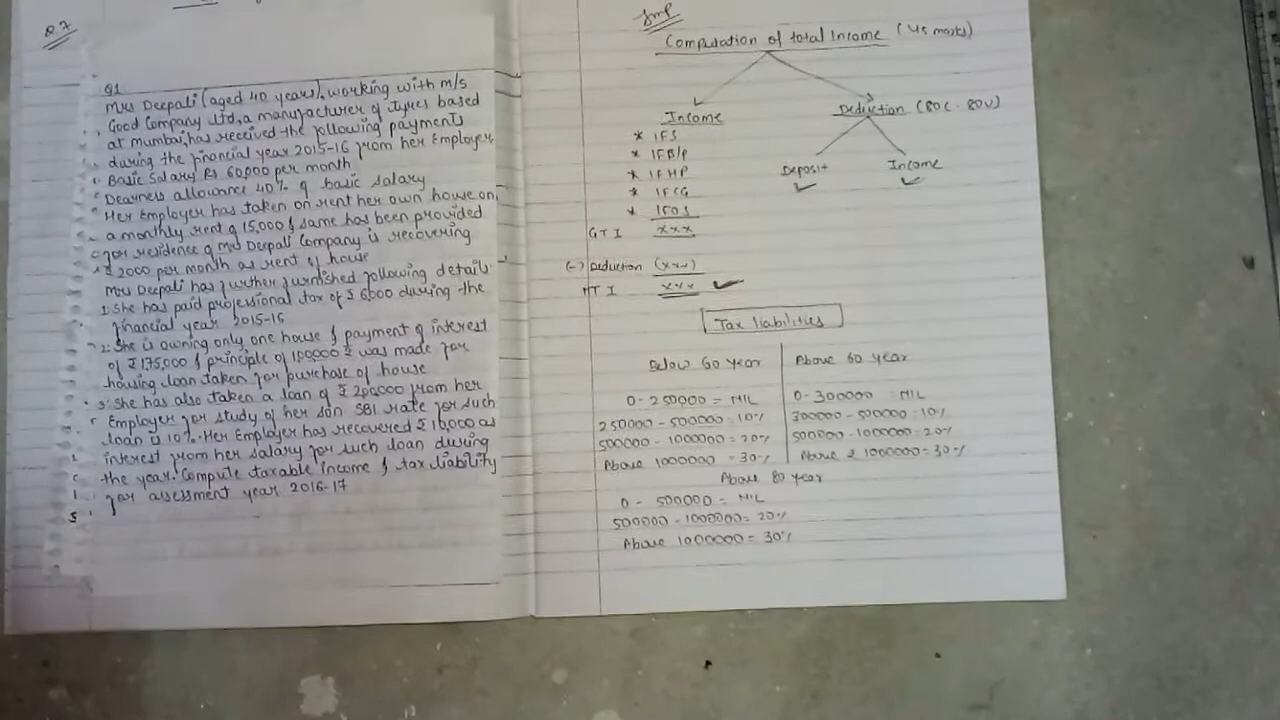 Q 7
Q1
Mrs Deepali (aged 40 years), working with m/s
Good Company Ltd, a manufacturer of Tyres based
at mumbai, has received the following payments
during the financial year 2015-16 from her Employer,
Basic Salary Rs 60,000 per month
Dearness allowance 40% of basic salary
Her Employer has taken on rent her own house on
a monthly rent of 15,000 & same has been provided
for residence of Mrs Deepali Company is recovering
₹ 2000 per month as rent of house
Mrs Deepali has further furnished following details
1. She has paid professional tax of ₹ 6000 during the
financial year 2015-16
2. She is owning only one house & payment of interest
of ₹ 1,75,000 & principle of 1,00,000 ₹ was made for
housing loan taken for purchase of house
3. She has also taken a loan of ₹ 200,000 from her
Employer for study of her son SBI rate for such
loan is 10%. Her Employer has recovered ₹ 10,000 as
interest from her salary for such loan during
the year. Compute taxable income & tax liability
for assessment year 2016-17
Imp
Computation of total Income (45 marks)
Income
Deduction (80C - 80U)
* IFS
* IFB/P
* IFHP
* IFCG
* IFOS
Deposit
Income
GTI xxx
(-) Deduction (xxx)
TI xxx
Tax liabilities
Below 60 year
Above 60 year
0-250000 = NIL
0-300000 = NIL
250000-500000=10%
300000-500000=10%
500000-1000000=20%
500000-1000000=20%
Above 1000000 = 30%
Above ₹ 1000000=30%
Above 80 year
0- 500000 = NIL
500000-1000000=20%
Above 1000000=30%